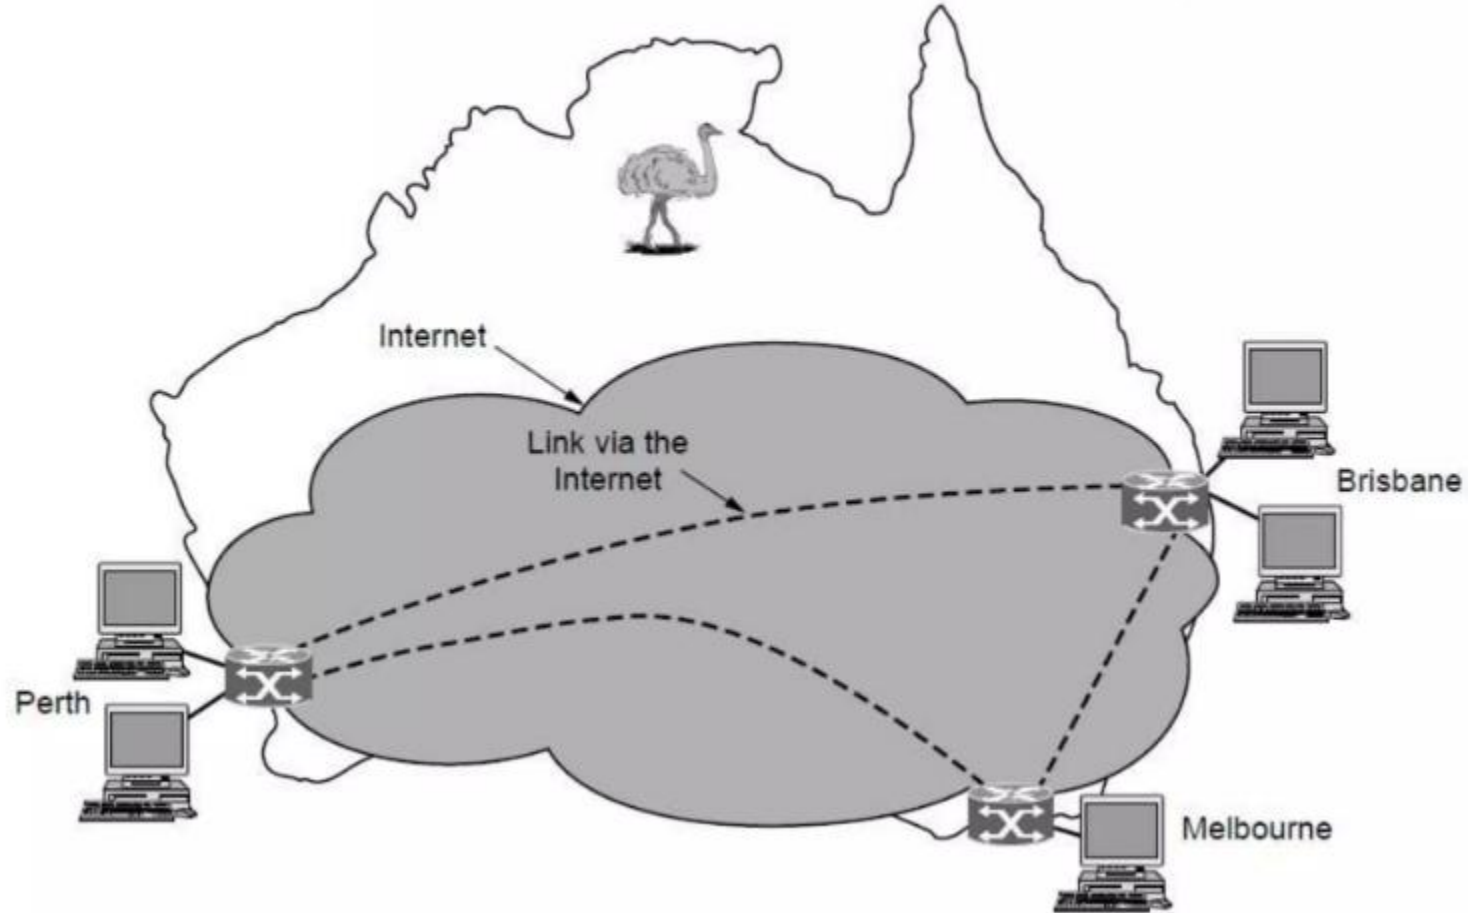 Internet
Link via the
Internet
Brisbane
Perth
Melbourne